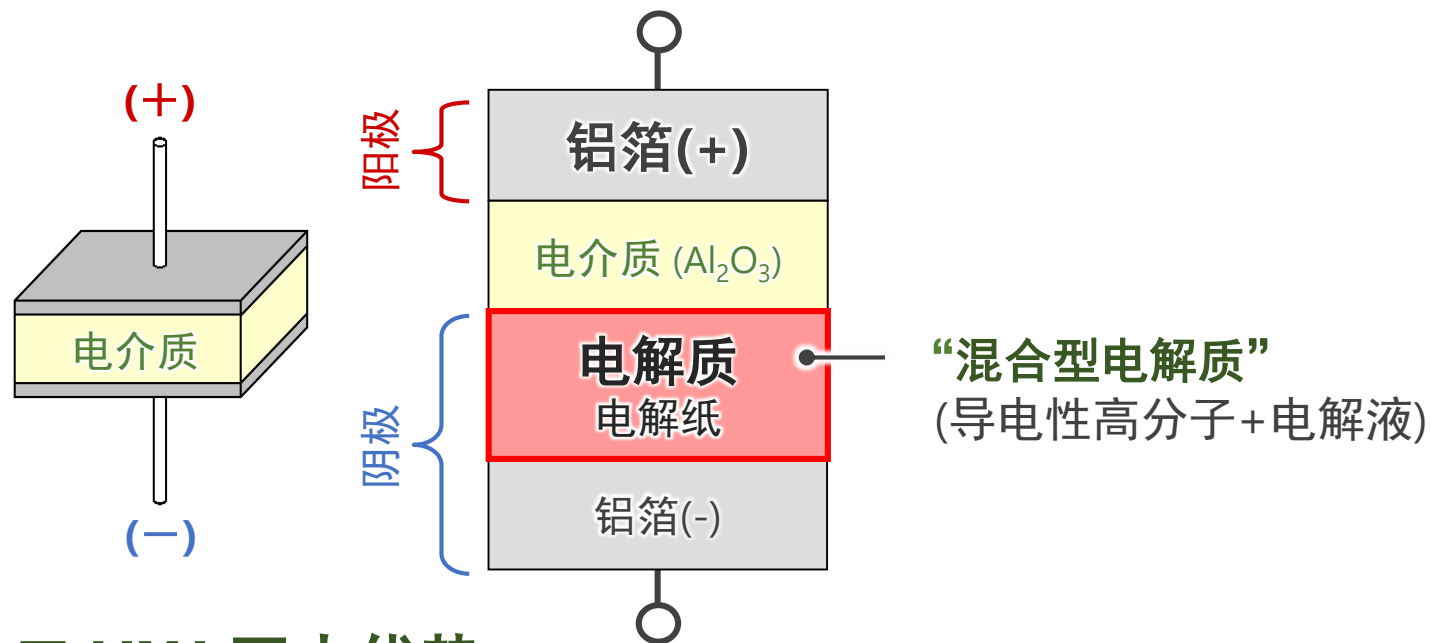 (+)
电介质
(−)
阳极
铝箔(+)
电介质 (Al₂O₃)
阴极
电解质
电解纸
铝箔(-)
“混合型电解质”
(导电性高分子+电解液)